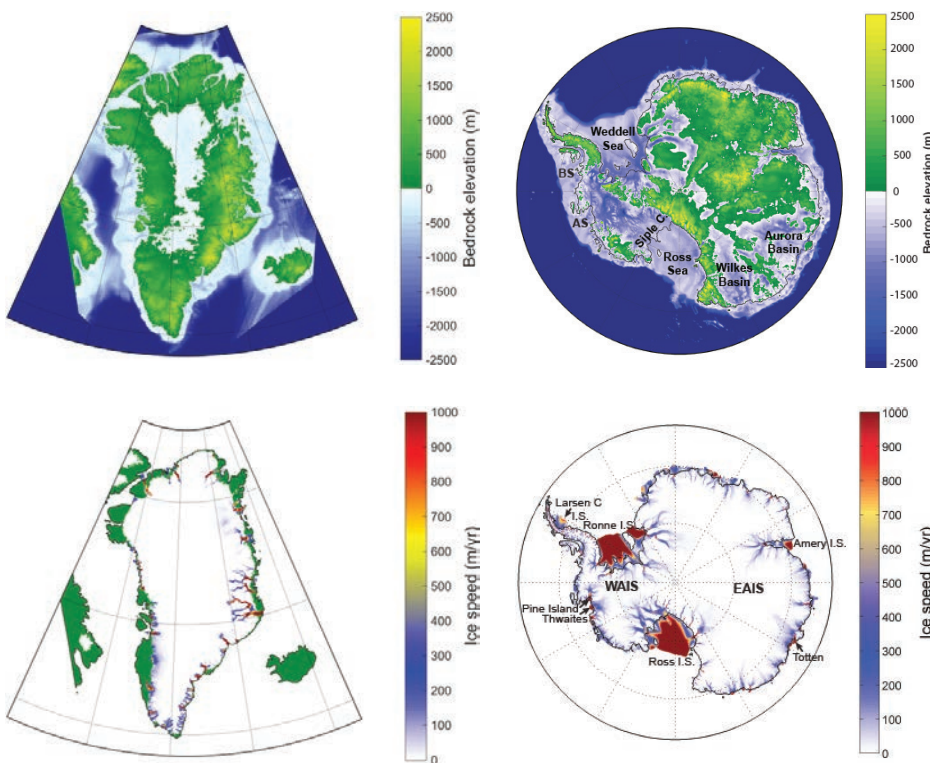 2500
2000
1500
1000
500
0
-500
-1000
-1500
-2000
-2500
Bedrock elevation (m)
Weddell
Sea
BS
AS
Siple C.
Ross
Sea
Wilkes
Basin
Aurora
Basin
2500
2000
1500
1000
500
0
-500
-1000
-1500
-2000
-2500
Bedrock elevation (m)
1000
900
800
700
600
500
400
300
200
100
0
Ice speed (m/yr)
Larsen C
I.S.
Ronne I.S.
Amery I.S.
WAIS
EAIS
Pine Island
Thwaites
Ross I.S.
Totten
1000
900
800
700
600
500
400
300
200
100
0
Ice speed (m/yr)